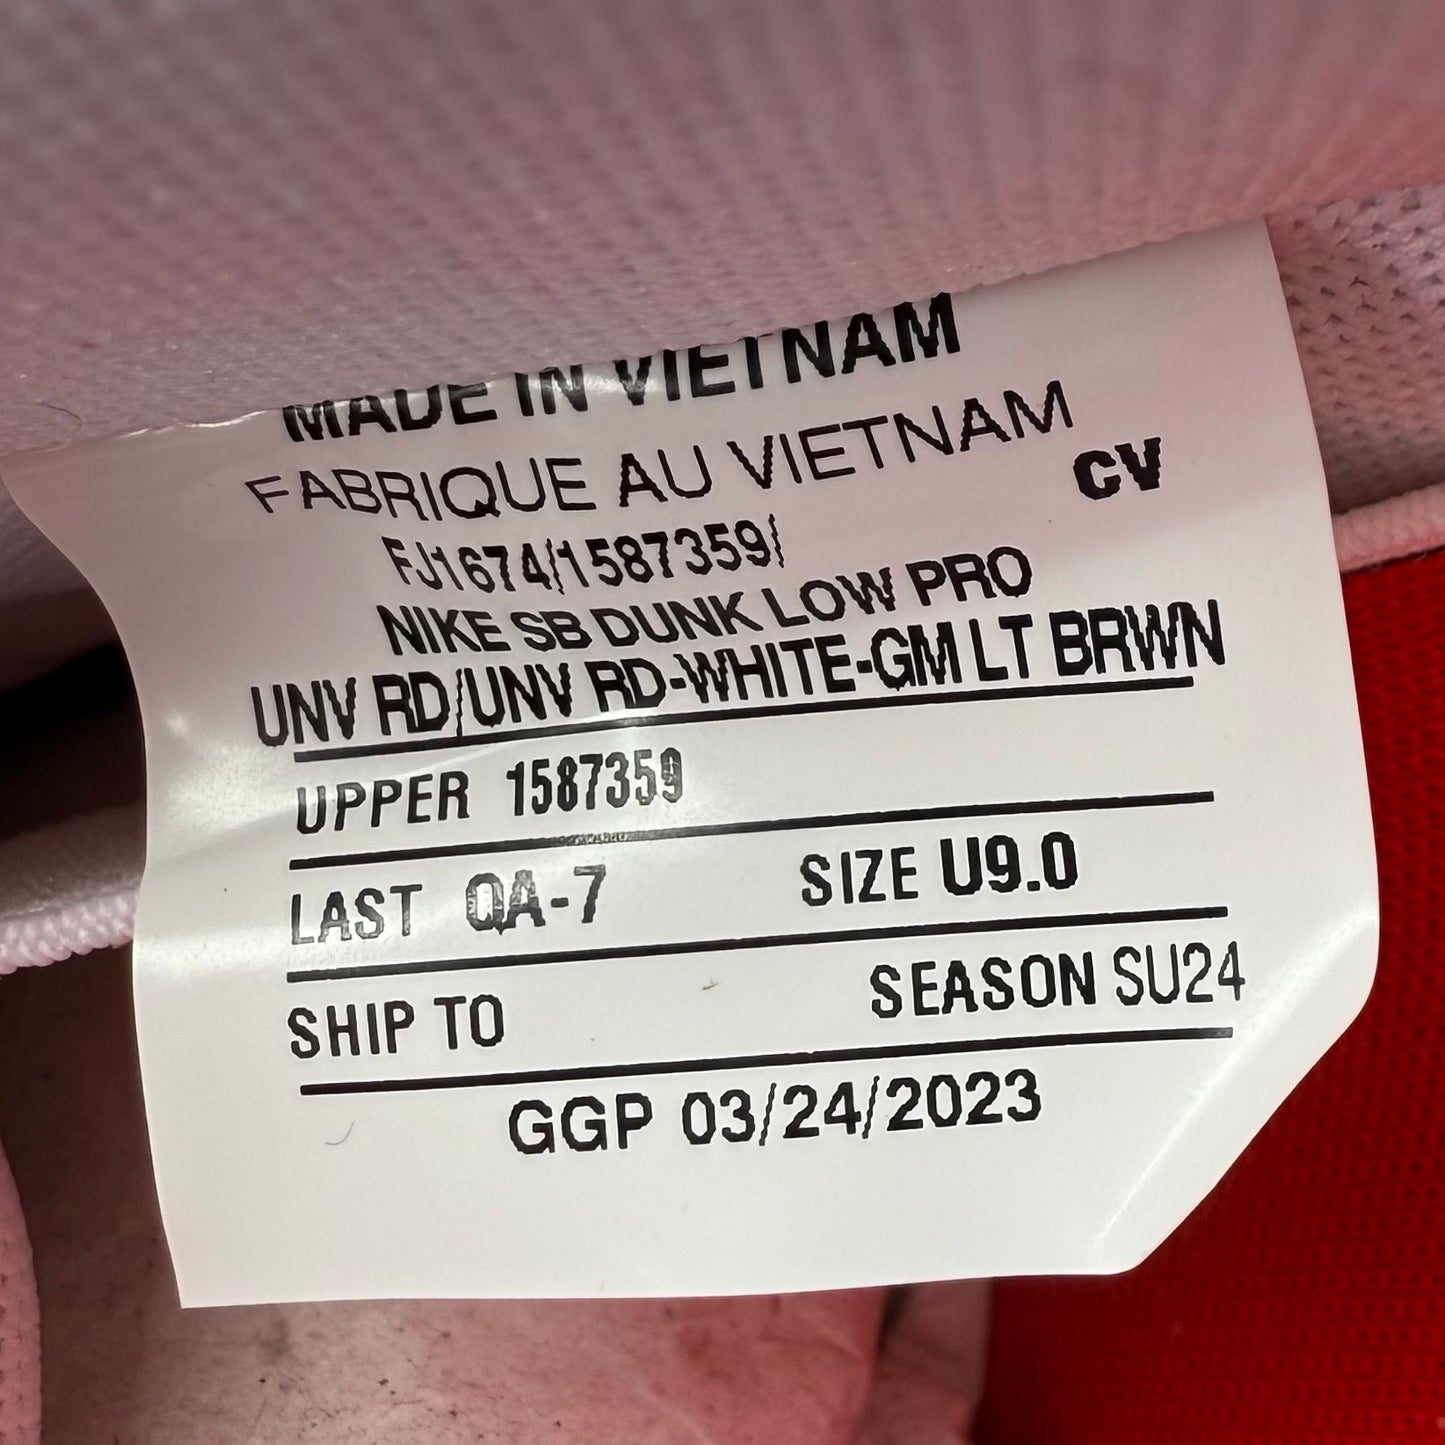 MADE IN VIETNAM
FABRIQUE AU VIETNAM
CV
FJ1674/1587359/
NIKE SB DUNK LOW PRO
UNV RD/UNV RD-WHITE-GM LT BRWN
UPPER 1587359
LAST QA-7 SIZE U9.0
SHIP TO SEASON SU24
GGP 03/24/2023